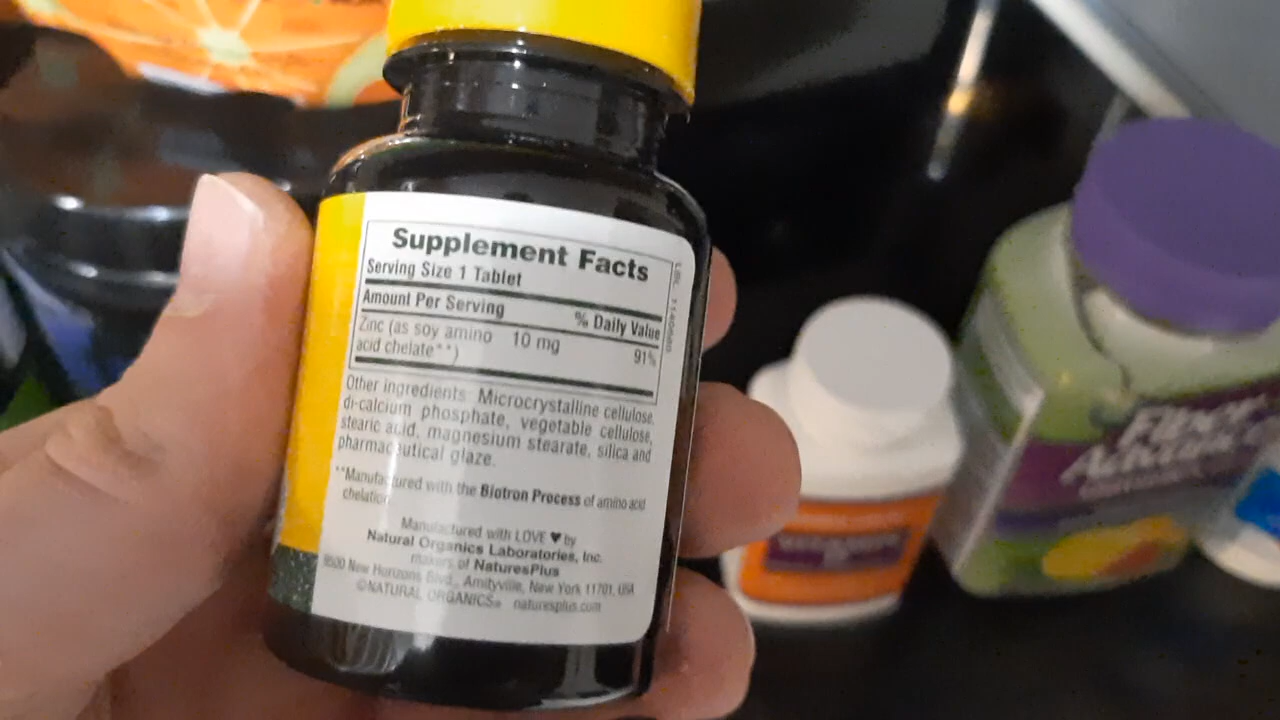 Supplement Facts
Serving Size 1 Tablet
Amount Per Serving % Daily Value
Zinc (as soy amino 10 mg 91%
acid chelate**)
Other ingredients: Microcrystalline cellulose,
di-calcium phosphate, vegetable cellulose,
stearic acid, magnesium stearate, silica and
pharmaceutical glaze.
**Manufactured with the Biotron Process of amino acid
chelation
Manufactured with LOVE ♥ by
Natural Organics Laboratories, Inc.
makers of NaturesPlus
9500 New Horizons Blvd., Amityville, New York 11701, USA
©NATURAL ORGANICS® naturesplus.com
Fiber